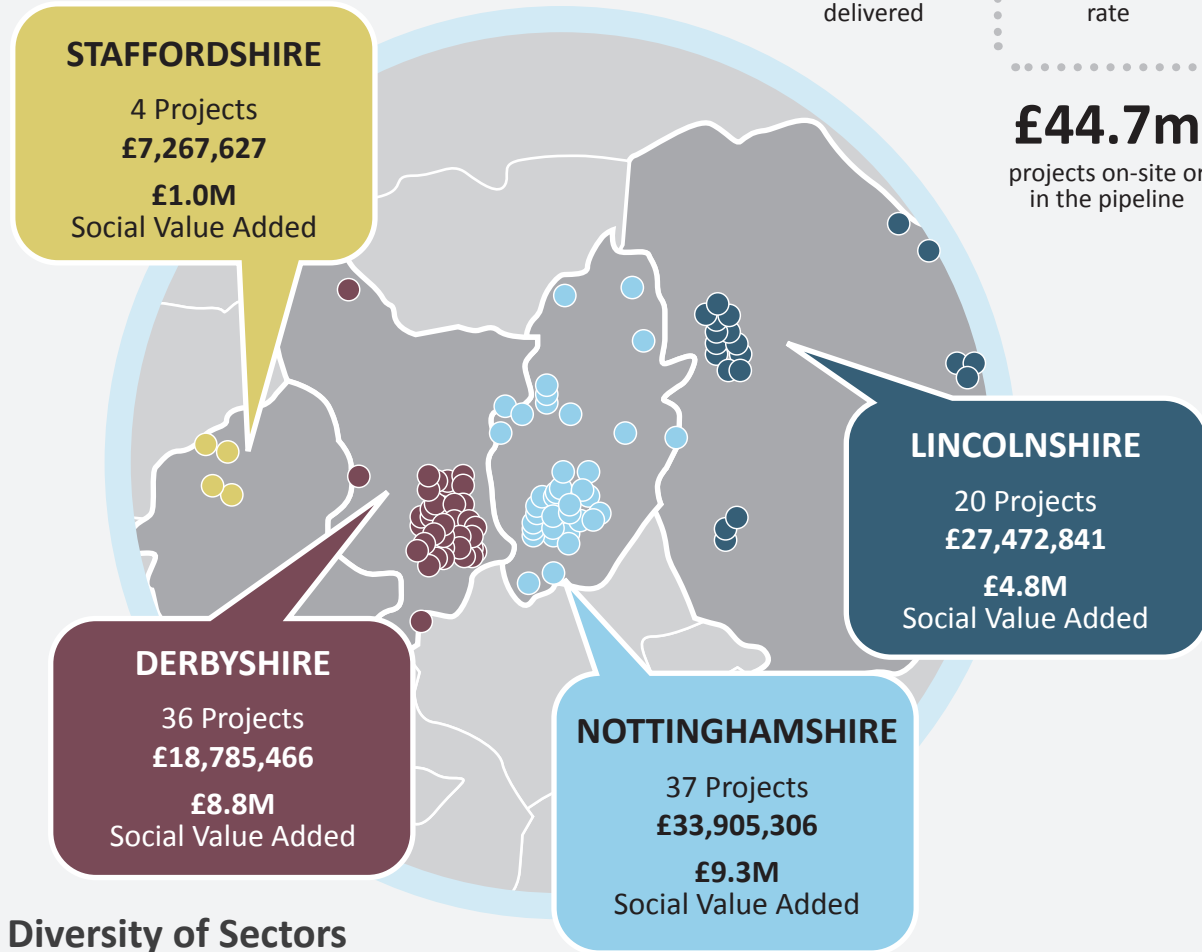 delivered
rate
£44.7m
projects on-site or
in the pipeline
STAFFORDSHIRE
4 Projects
£7,267,627
£1.0M
Social Value Added
LINCOLNSHIRE
20 Projects
£27,472,841
£4.8M
Social Value Added
DERBYSHIRE
36 Projects
£18,785,466
£8.8M
Social Value Added
NOTTINGHAMSHIRE
37 Projects
£33,905,306
£9.3M
Social Value Added
Diversity of Sectors